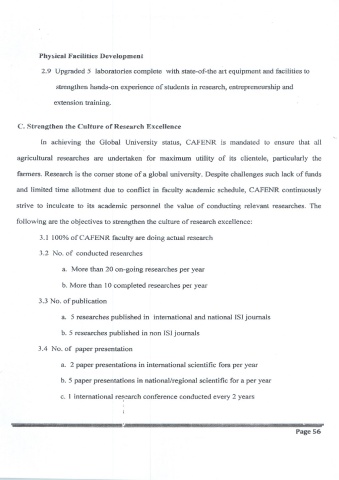 Physical Facilities Development
2.9 Upgraded 5 laboratories complete with state-of-the art equipment and facilities to
strengthen hands-on experience of students in research, entrepreneurship and
extension training.
C. Strengthen the Culture of Research Excellence
In achieving the Global University status, CAFENR is mandated to ensure that all
agricultural researches are undertaken for maximum utility of its clientele, particularly the
farmers. Research is the corner stone of a global university. Despite challenges such lack of funds
and limited time allotment due to conflict in faculty academic schedule, CAFENR continuously
strive to inculcate to its academic personnel the value of conducting relevant researches. The
following are the objectives to strengthen the culture of research excellence:
3.1 100% of CAFENR faculty are doing actual research
3.2 No. of conducted researches
a. More than 20 on-going researches per year
b. More than 10 completed researches per year
3.3 No. of publication
a. 5 researches published in international and national ISI journals
b. 5 researches published in non ISI journals
3.4 No. of paper presentation
a. 2 paper presentations in international scientific fora per year
b. 5 paper presentations in national/regional scientific for a per year
c. 1 international research conference conducted every 2 years
Page 56